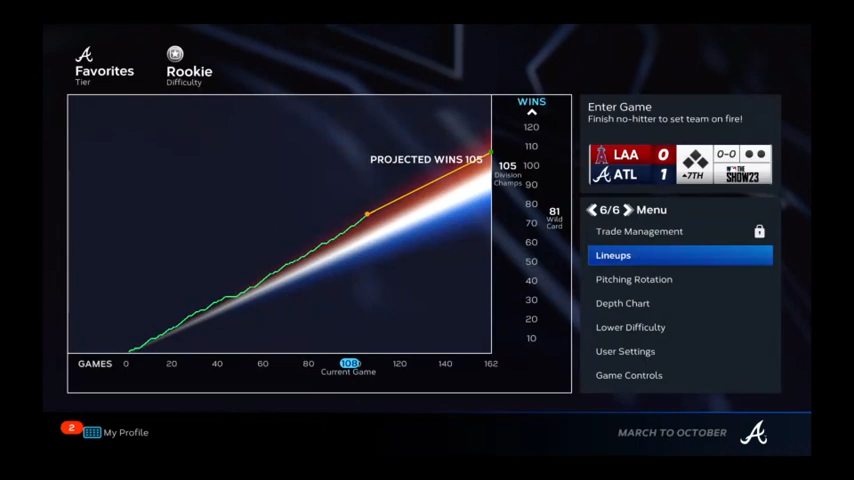 Favorites
Tier
Rookie
Difficulty
WINS
120
110
100
90
80
70
60
50
40
30
20
10
PROJECTED WINS 105
105
Division
Champs
81
Wild
Card
GAMES 0 20 40 60 80 108 120 140 162
Current Game
Enter Game
Finish no-hitter to set team on fire!
LAA 0
ATL 1
7TH
0-0
THE
SHOW23
6/6 Menu
Trade Management
Lineups
Pitching Rotation
Depth Chart
Lower Difficulty
User Settings
Game Controls
2 My Profile
MARCH TO OCTOBER